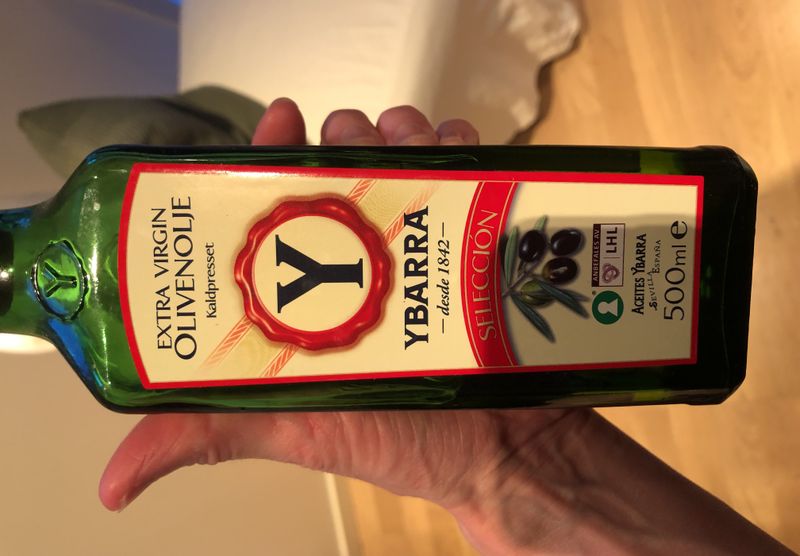 EXTRA VIRGIN
OLIVENOLJE
Kaldpresset
Y
YBARRA
— desde 1842 —
SELECCIÓN
ANBEFALES AV
LHL
ACEITES YBARRA
SEVILLA ESPAÑA
500ml e
Y